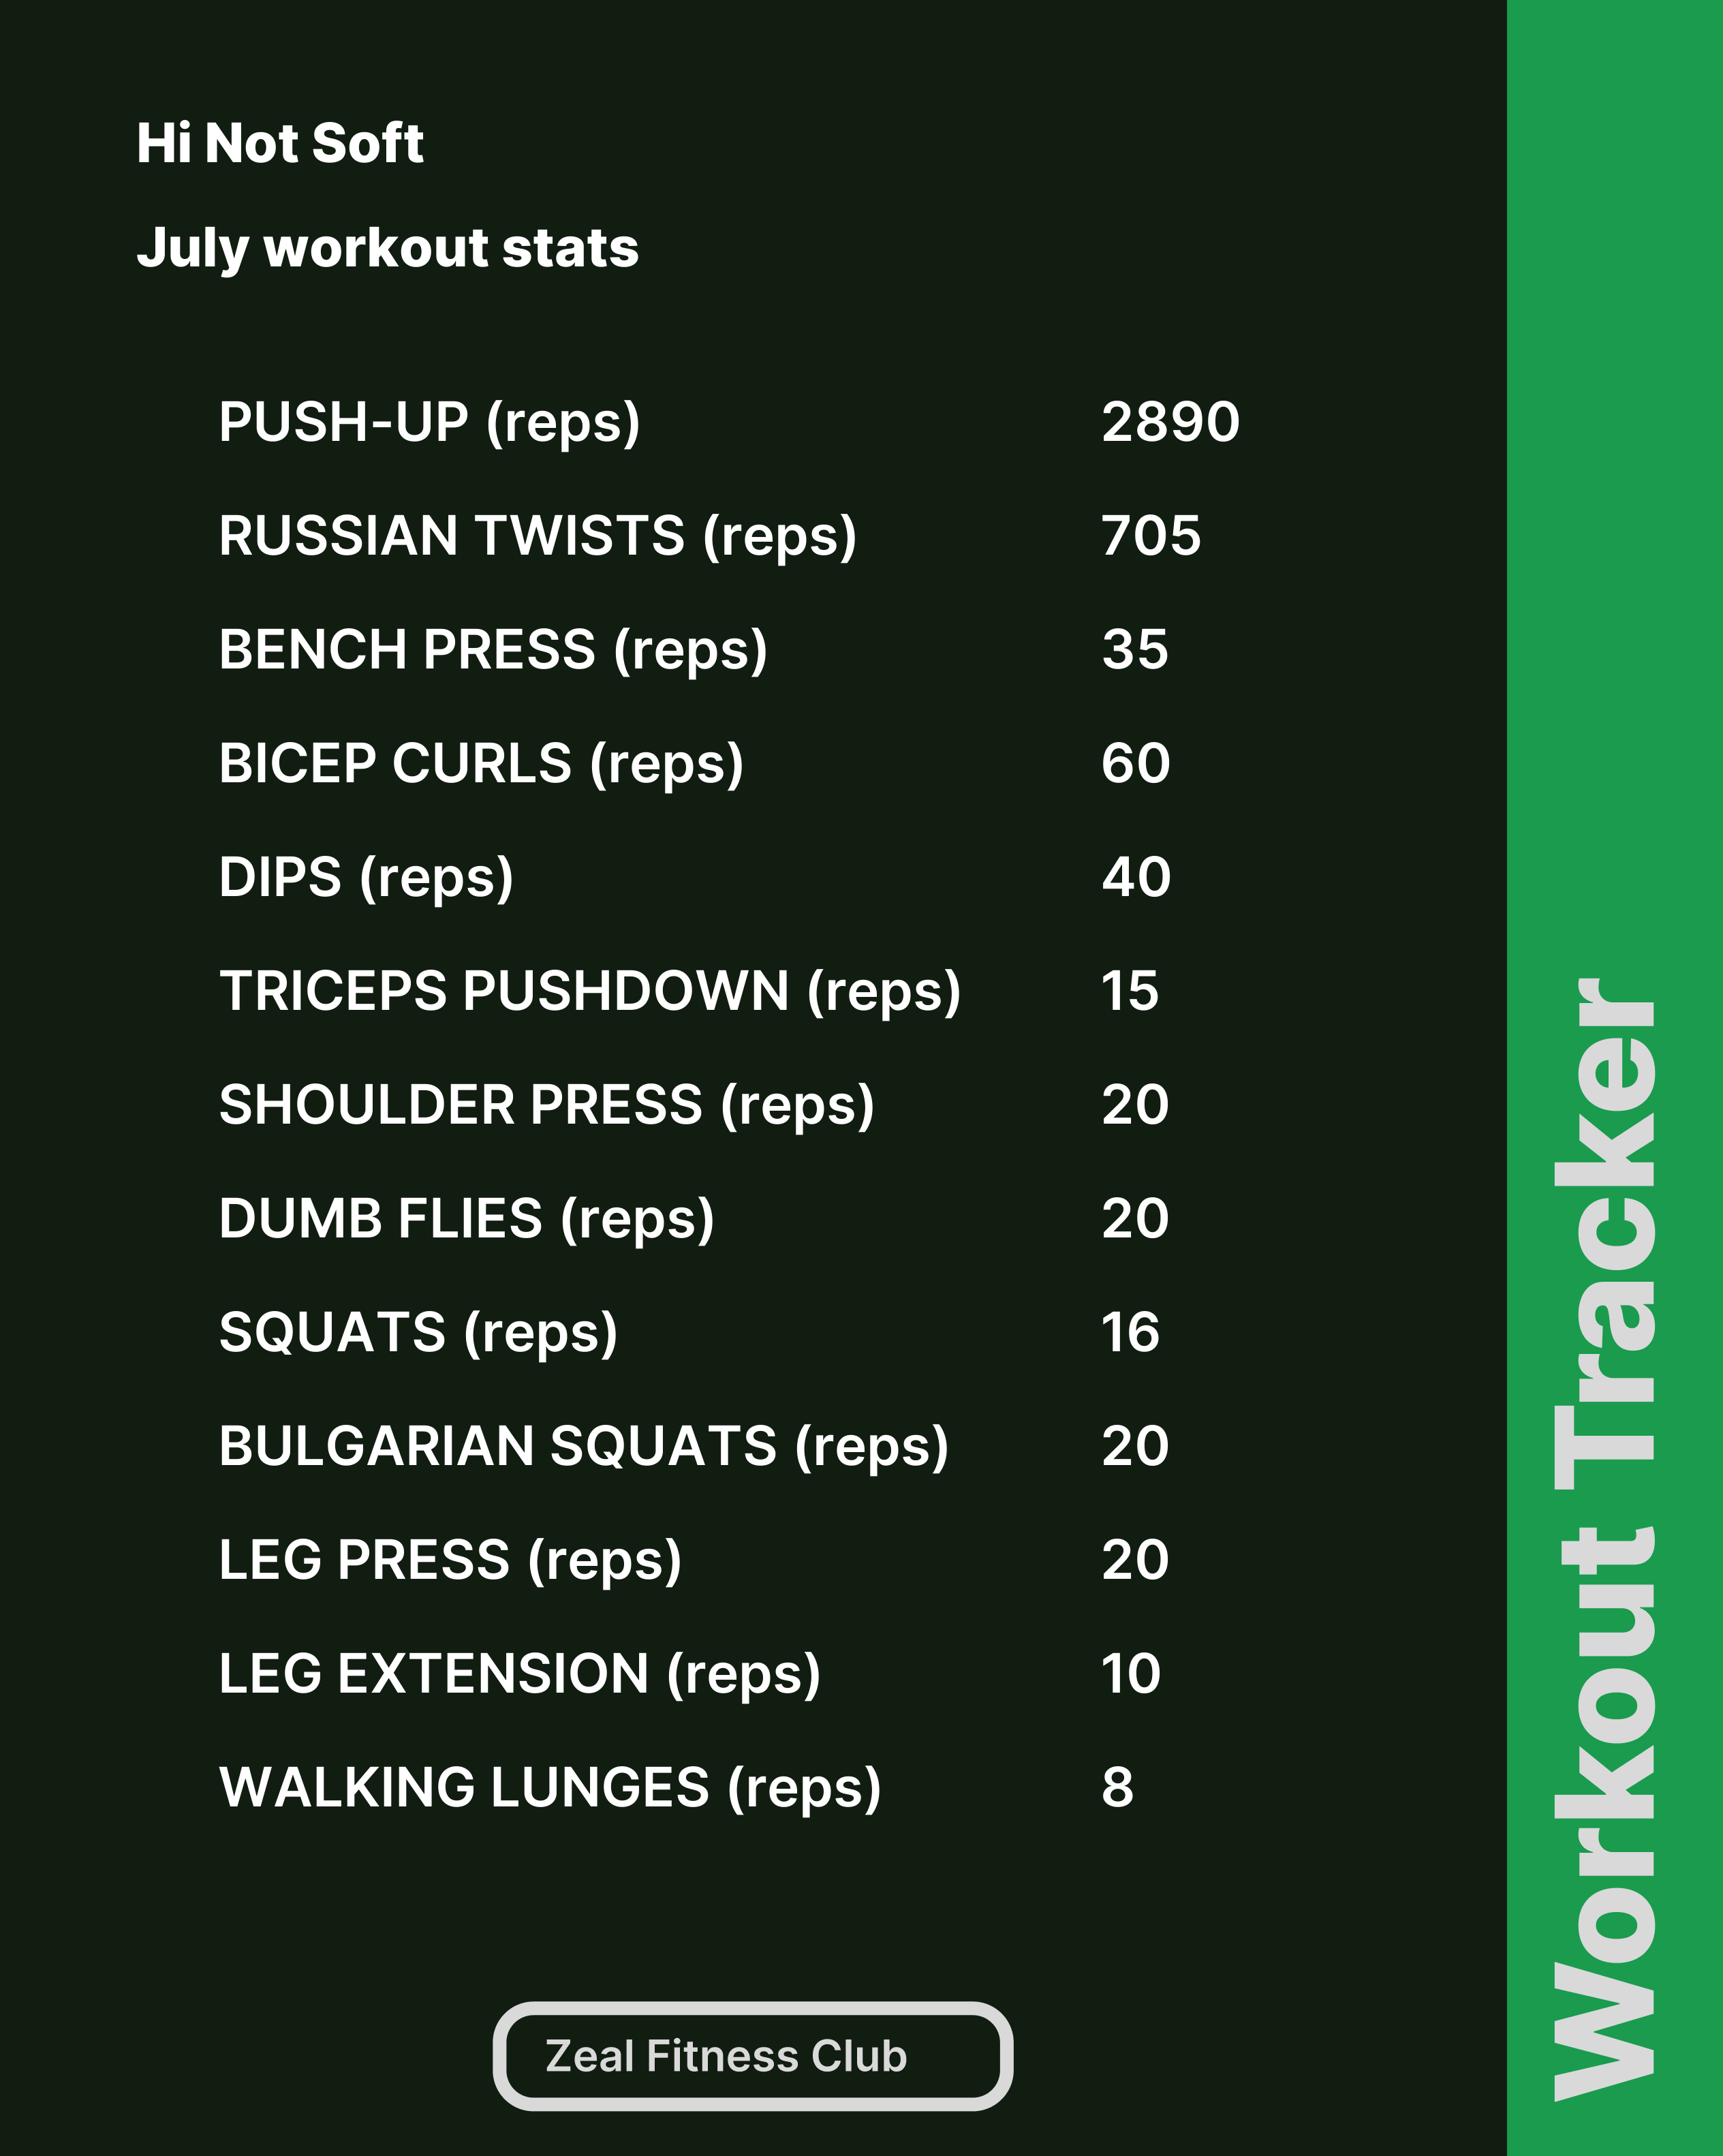 Hi Not Soft
July workout stats
PUSH-UP (reps) 2890
RUSSIAN TWISTS (reps) 705
BENCH PRESS (reps) 35
BICEP CURLS (reps) 60
DIPS (reps) 40
TRICEPS PUSHDOWN (reps) 15
SHOULDER PRESS (reps) 20
DUMB FLIES (reps) 20
SQUATS (reps) 16
BULGARIAN SQUATS (reps) 20
LEG PRESS (reps) 20
LEG EXTENSION (reps) 10
WALKING LUNGES (reps) 8
Zeal Fitness Club
Workout Tracker